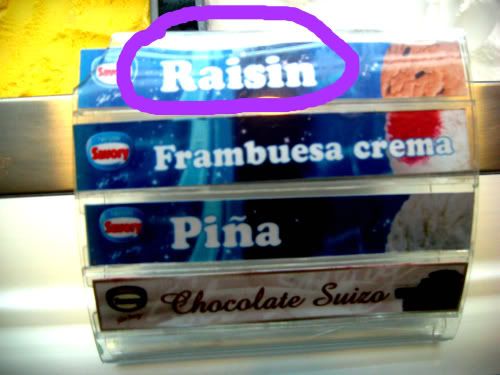 Savory
Raisin
Savory
Frambuesa crema
Savory
Piña
Chocolate Suizo